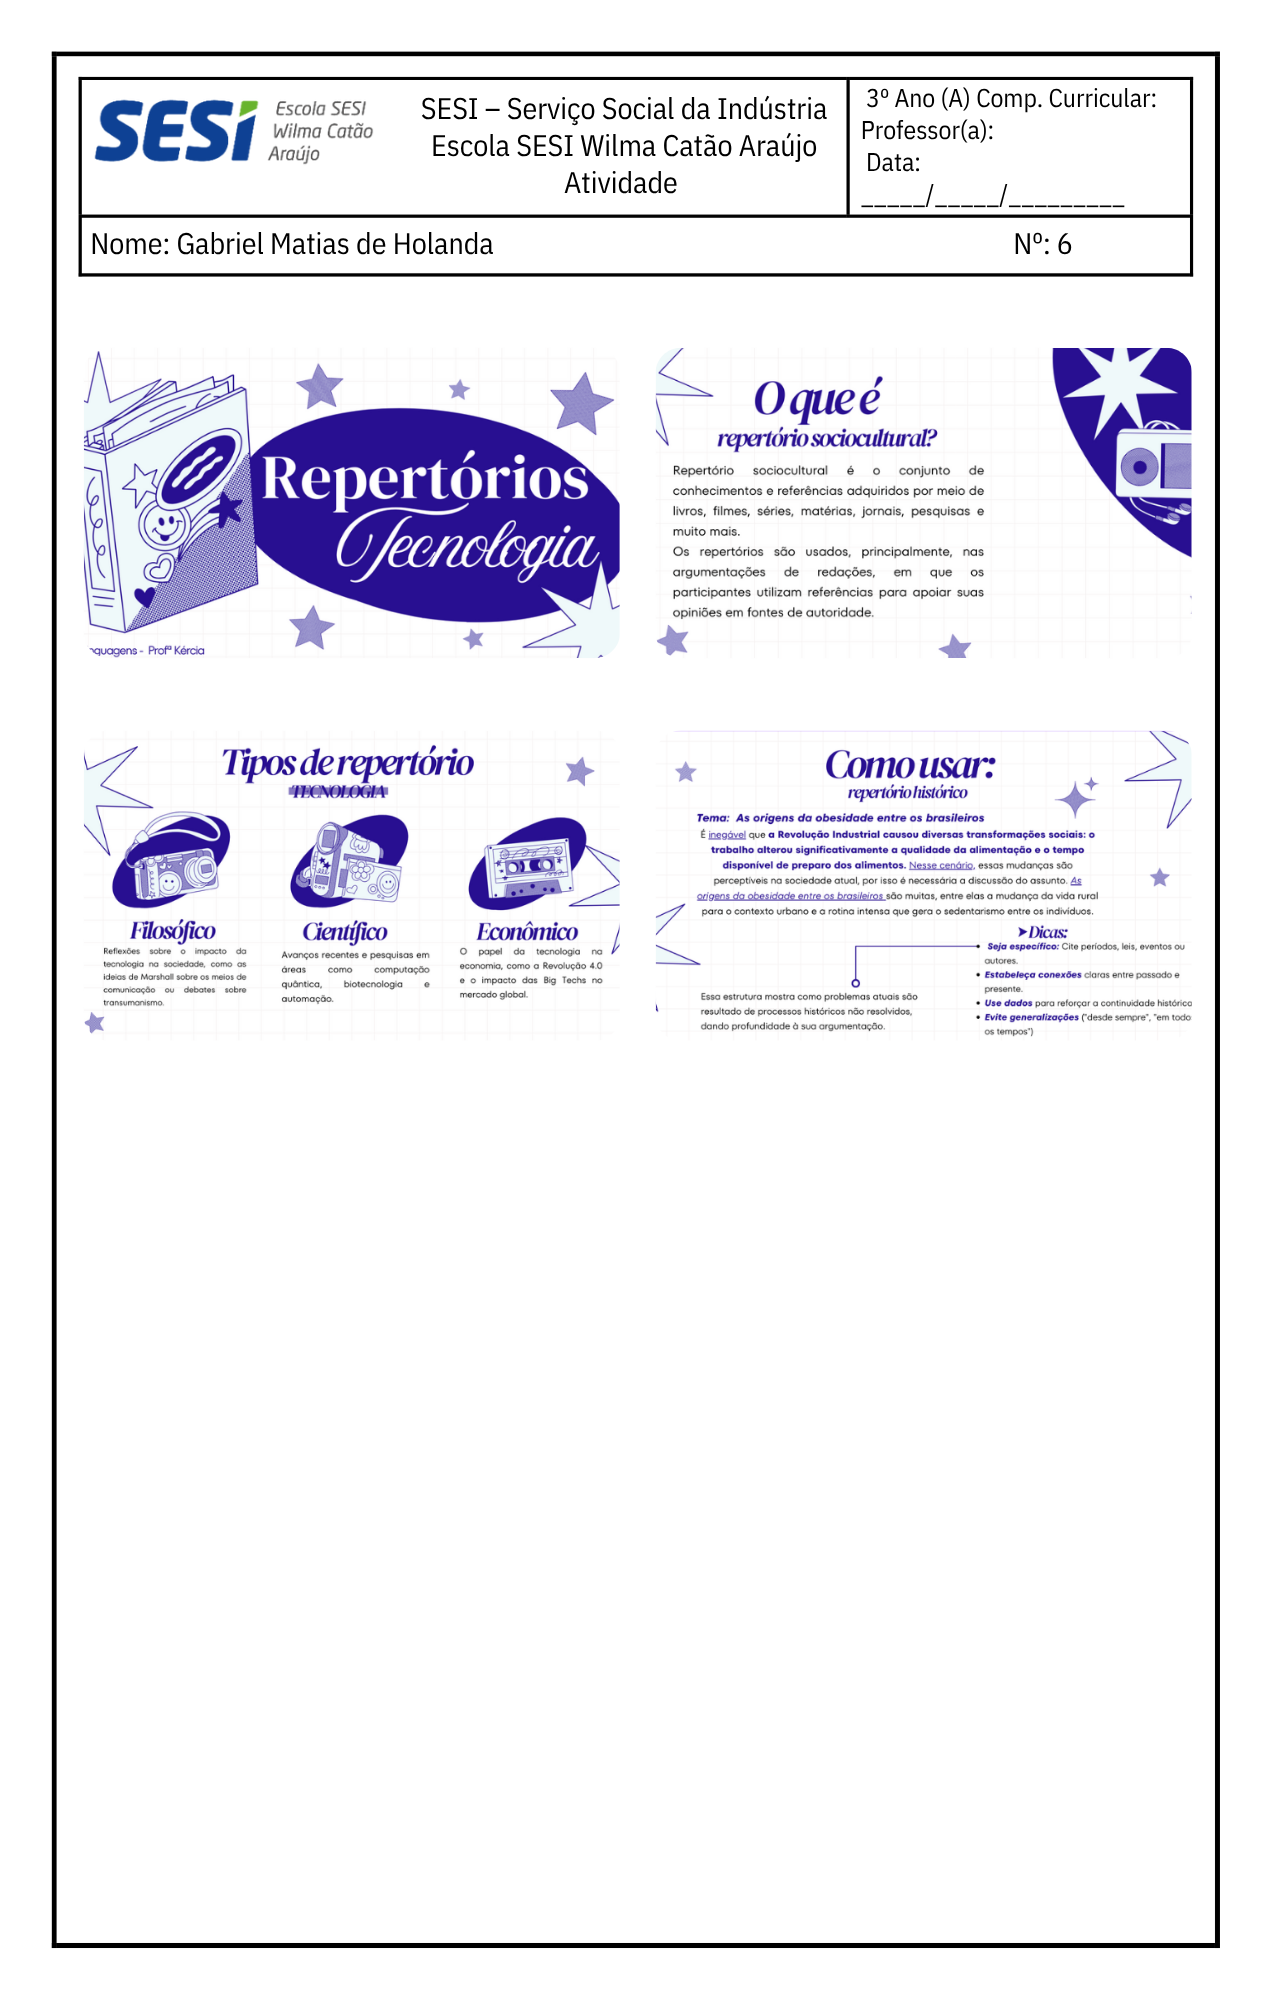 SESI
Escola SESI
Wilma Catão
Araújo
SESI – Serviço Social da Indústria
Escola SESI Wilma Catão Araújo
Atividade
3º Ano (A) Comp. Curricular:
Professor(a):
Data:
_____/_____/_________
Nome: Gabriel Matias de Holanda Nº: 6
Repertórios
Tecnologia
nguagens - Profª Kércia
O que é
repertório sociocultural?
Repertório sociocultural é o conjunto de
conhecimentos e referências adquiridos por meio de
livros, filmes, séries, matérias, jornais, pesquisas e
muito mais.
Os repertórios são usados, principalmente, nas
argumentações de redações, em que os
participantes utilizam referências para apoiar suas
opiniões em fontes de autoridade.
Tipos de repertório
TECNOLOGIA
Filosófico
Reflexões sobre o impacto da
tecnologia na sociedade, como as
ideias de Marshall sobre os meios de
comunicação ou debates sobre
transumanismo.
Científico
Avanços recentes e pesquisas em
áreas como computação
quântica, biotecnologia e
automação.
Econômico
O papel da tecnologia na
economia, como a Revolução 4.0
e o impacto das Big Techs no
mercado global.
Como usar:
repertório histórico
Tema: As origens da obesidade entre os brasileiros
É inegável que a Revolução Industrial causou diversas transformações sociais: o
trabalho alterou significativamente a qualidade da alimentação e o tempo
disponível de preparo dos alimentos. Nesse cenário, essas mudanças são
perceptíveis na sociedade atual, por isso é necessária a discussão do assunto. As
origens da obesidade entre os brasileiros são muitas, entre elas a mudança da vida rural
para o contexto urbano e a rotina intensa que gera o sedentarismo entre os indivíduos.
➤Dicas:
• Seja específico: Cite períodos, leis, eventos ou
autores.
• Estabeleça conexões claras entre passado e
presente.
• Use dados para reforçar a continuidade histórica
• Evite generalizações ("desde sempre", "em todo
os tempos")
Essa estrutura mostra como problemas atuais são
resultado de processos históricos não resolvidos,
dando profundidade à sua argumentação.